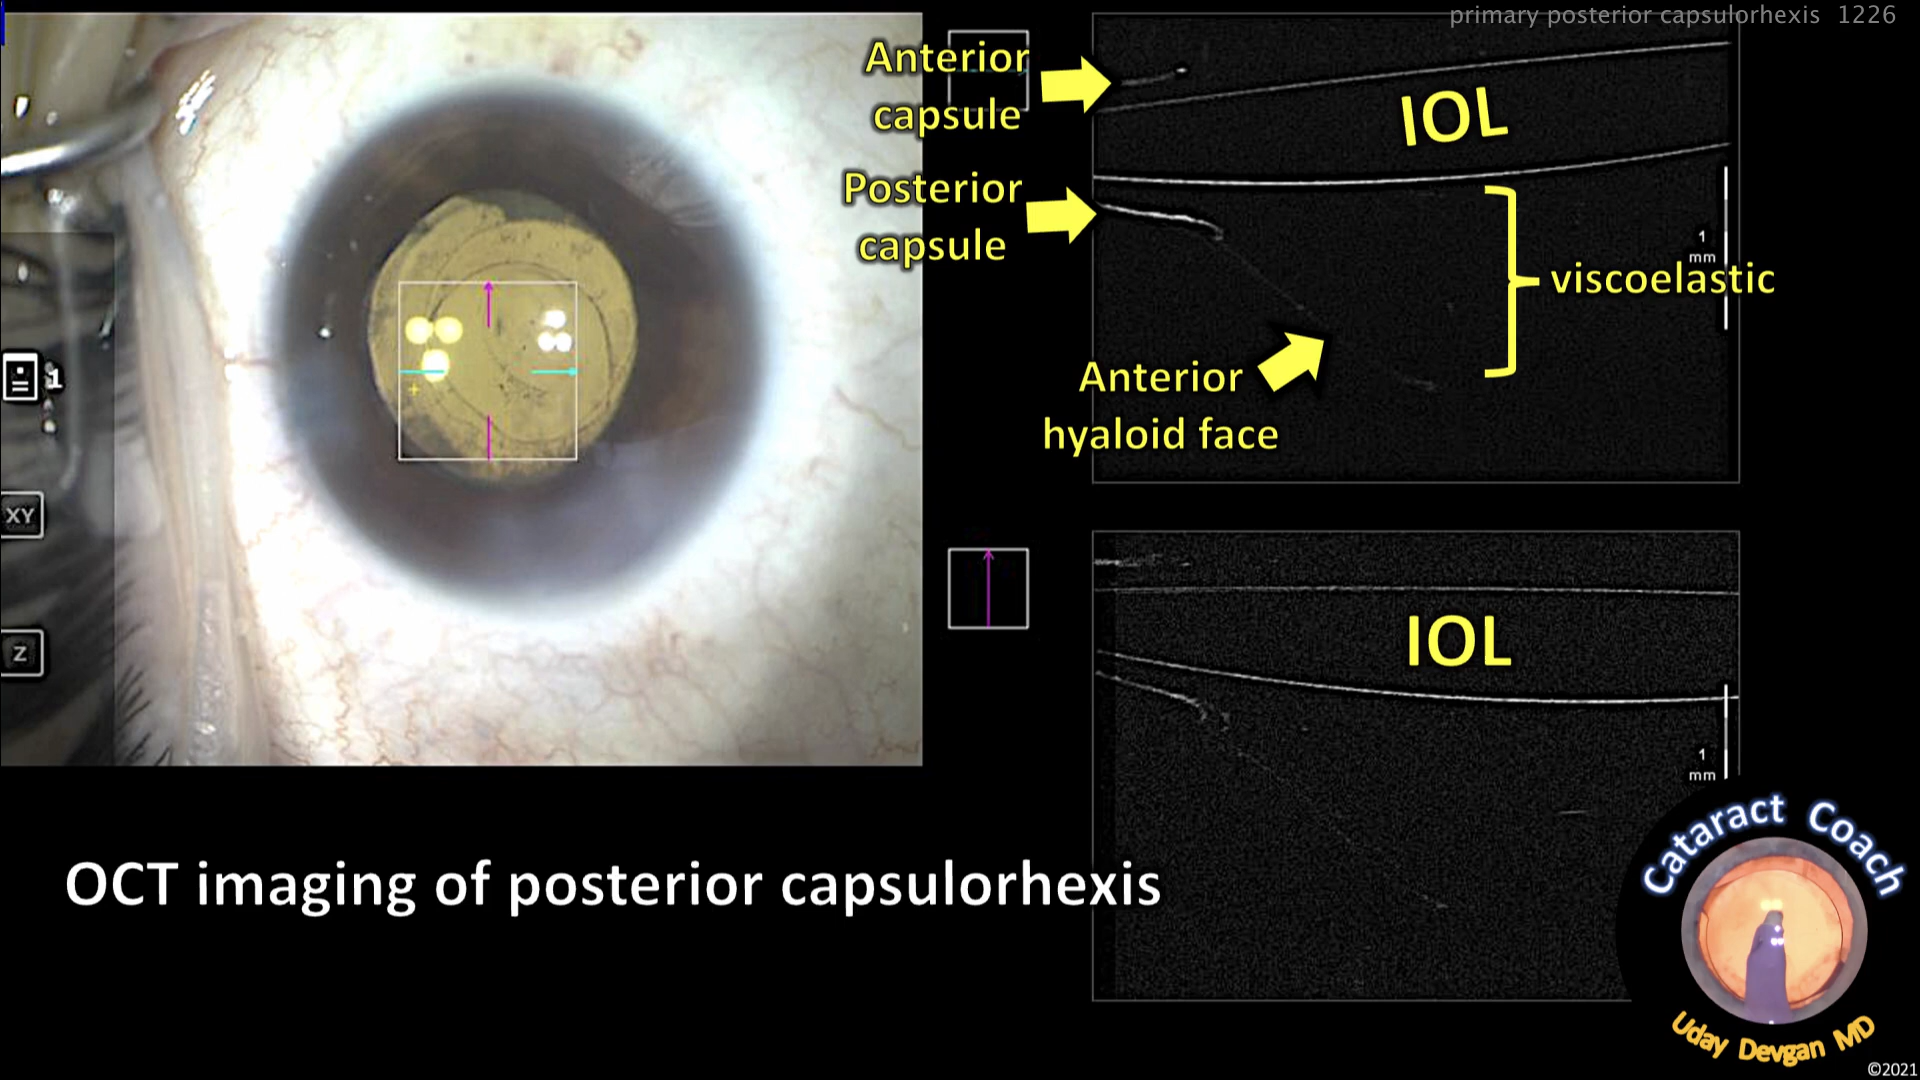 primary posterior capsulorhexis 1226
Anterior
capsule
IOL
Posterior
capsule
1
mm
viscoelastic
Anterior
hyaloid face
1
XY
Z
IOL
1
mm
OCT imaging of posterior capsulorhexis
Cataract Coach
Uday Devgan MD
©2021